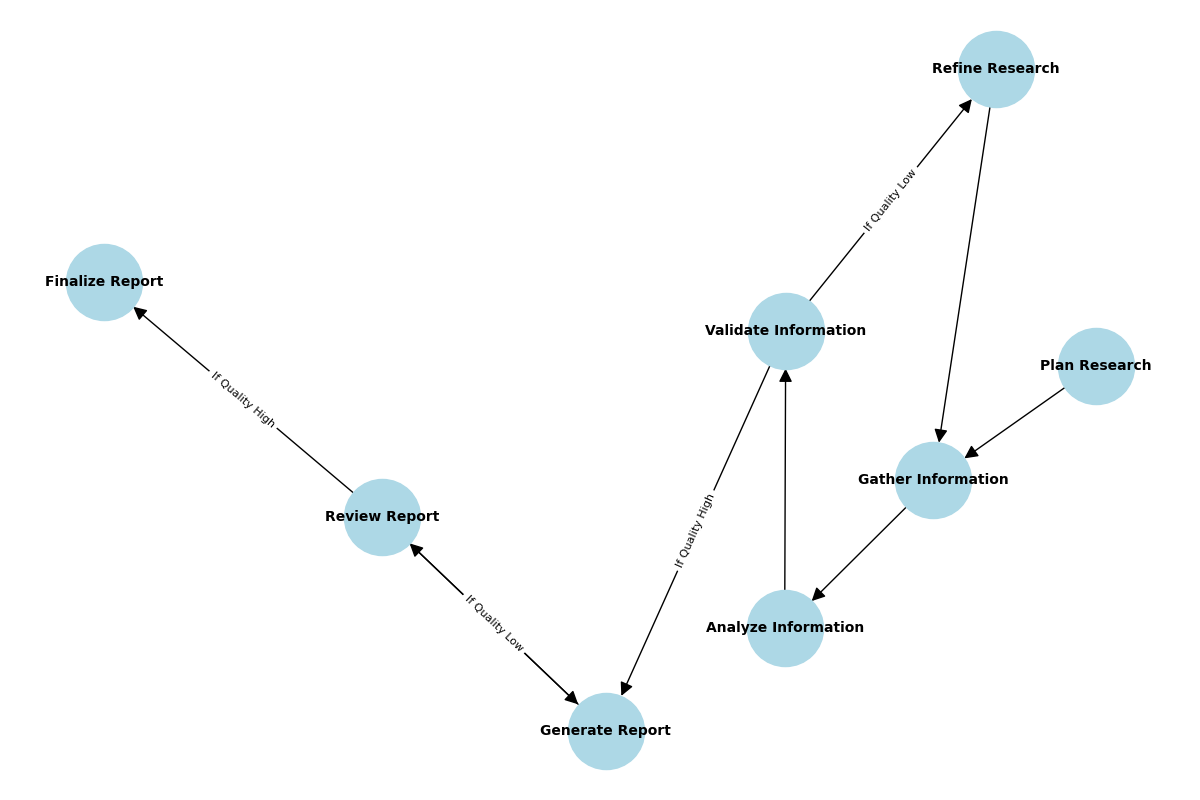 Refine Research
If Quality Low
Finalize Report
Validate Information
Plan Research
If Quality High
Gather Information
Review Report
If Quality High
If Quality Low
Analyze Information
Generate Report